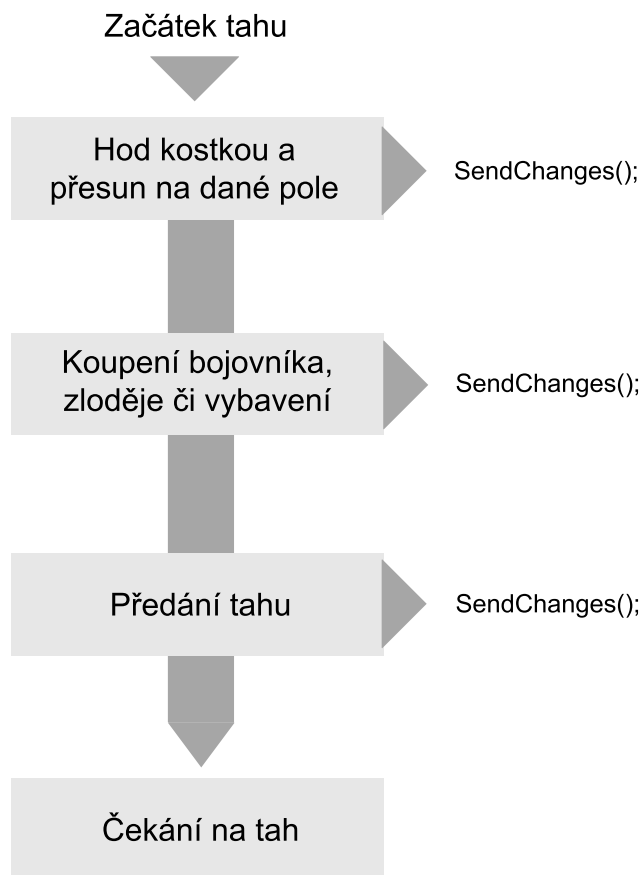 Začátek tahu
Hod kostkou a
přesun na dané pole
SendChanges();
Koupení bojovníka,
zloděje či vybavení
SendChanges();
Předání tahu
SendChanges();
Čekání na tah